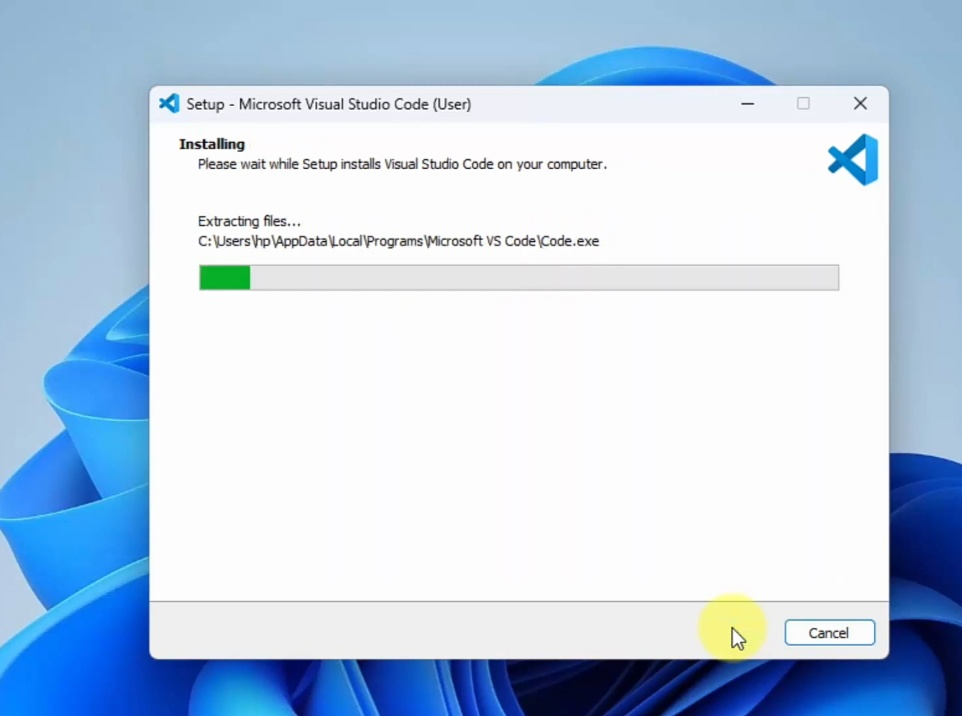 Setup - Microsoft Visual Studio Code (User)
Installing
Please wait while Setup installs Visual Studio Code on your computer.
Extracting files...
C:\Users\hp\AppData\Local\Programs\Microsoft VS Code\Code.exe
Cancel